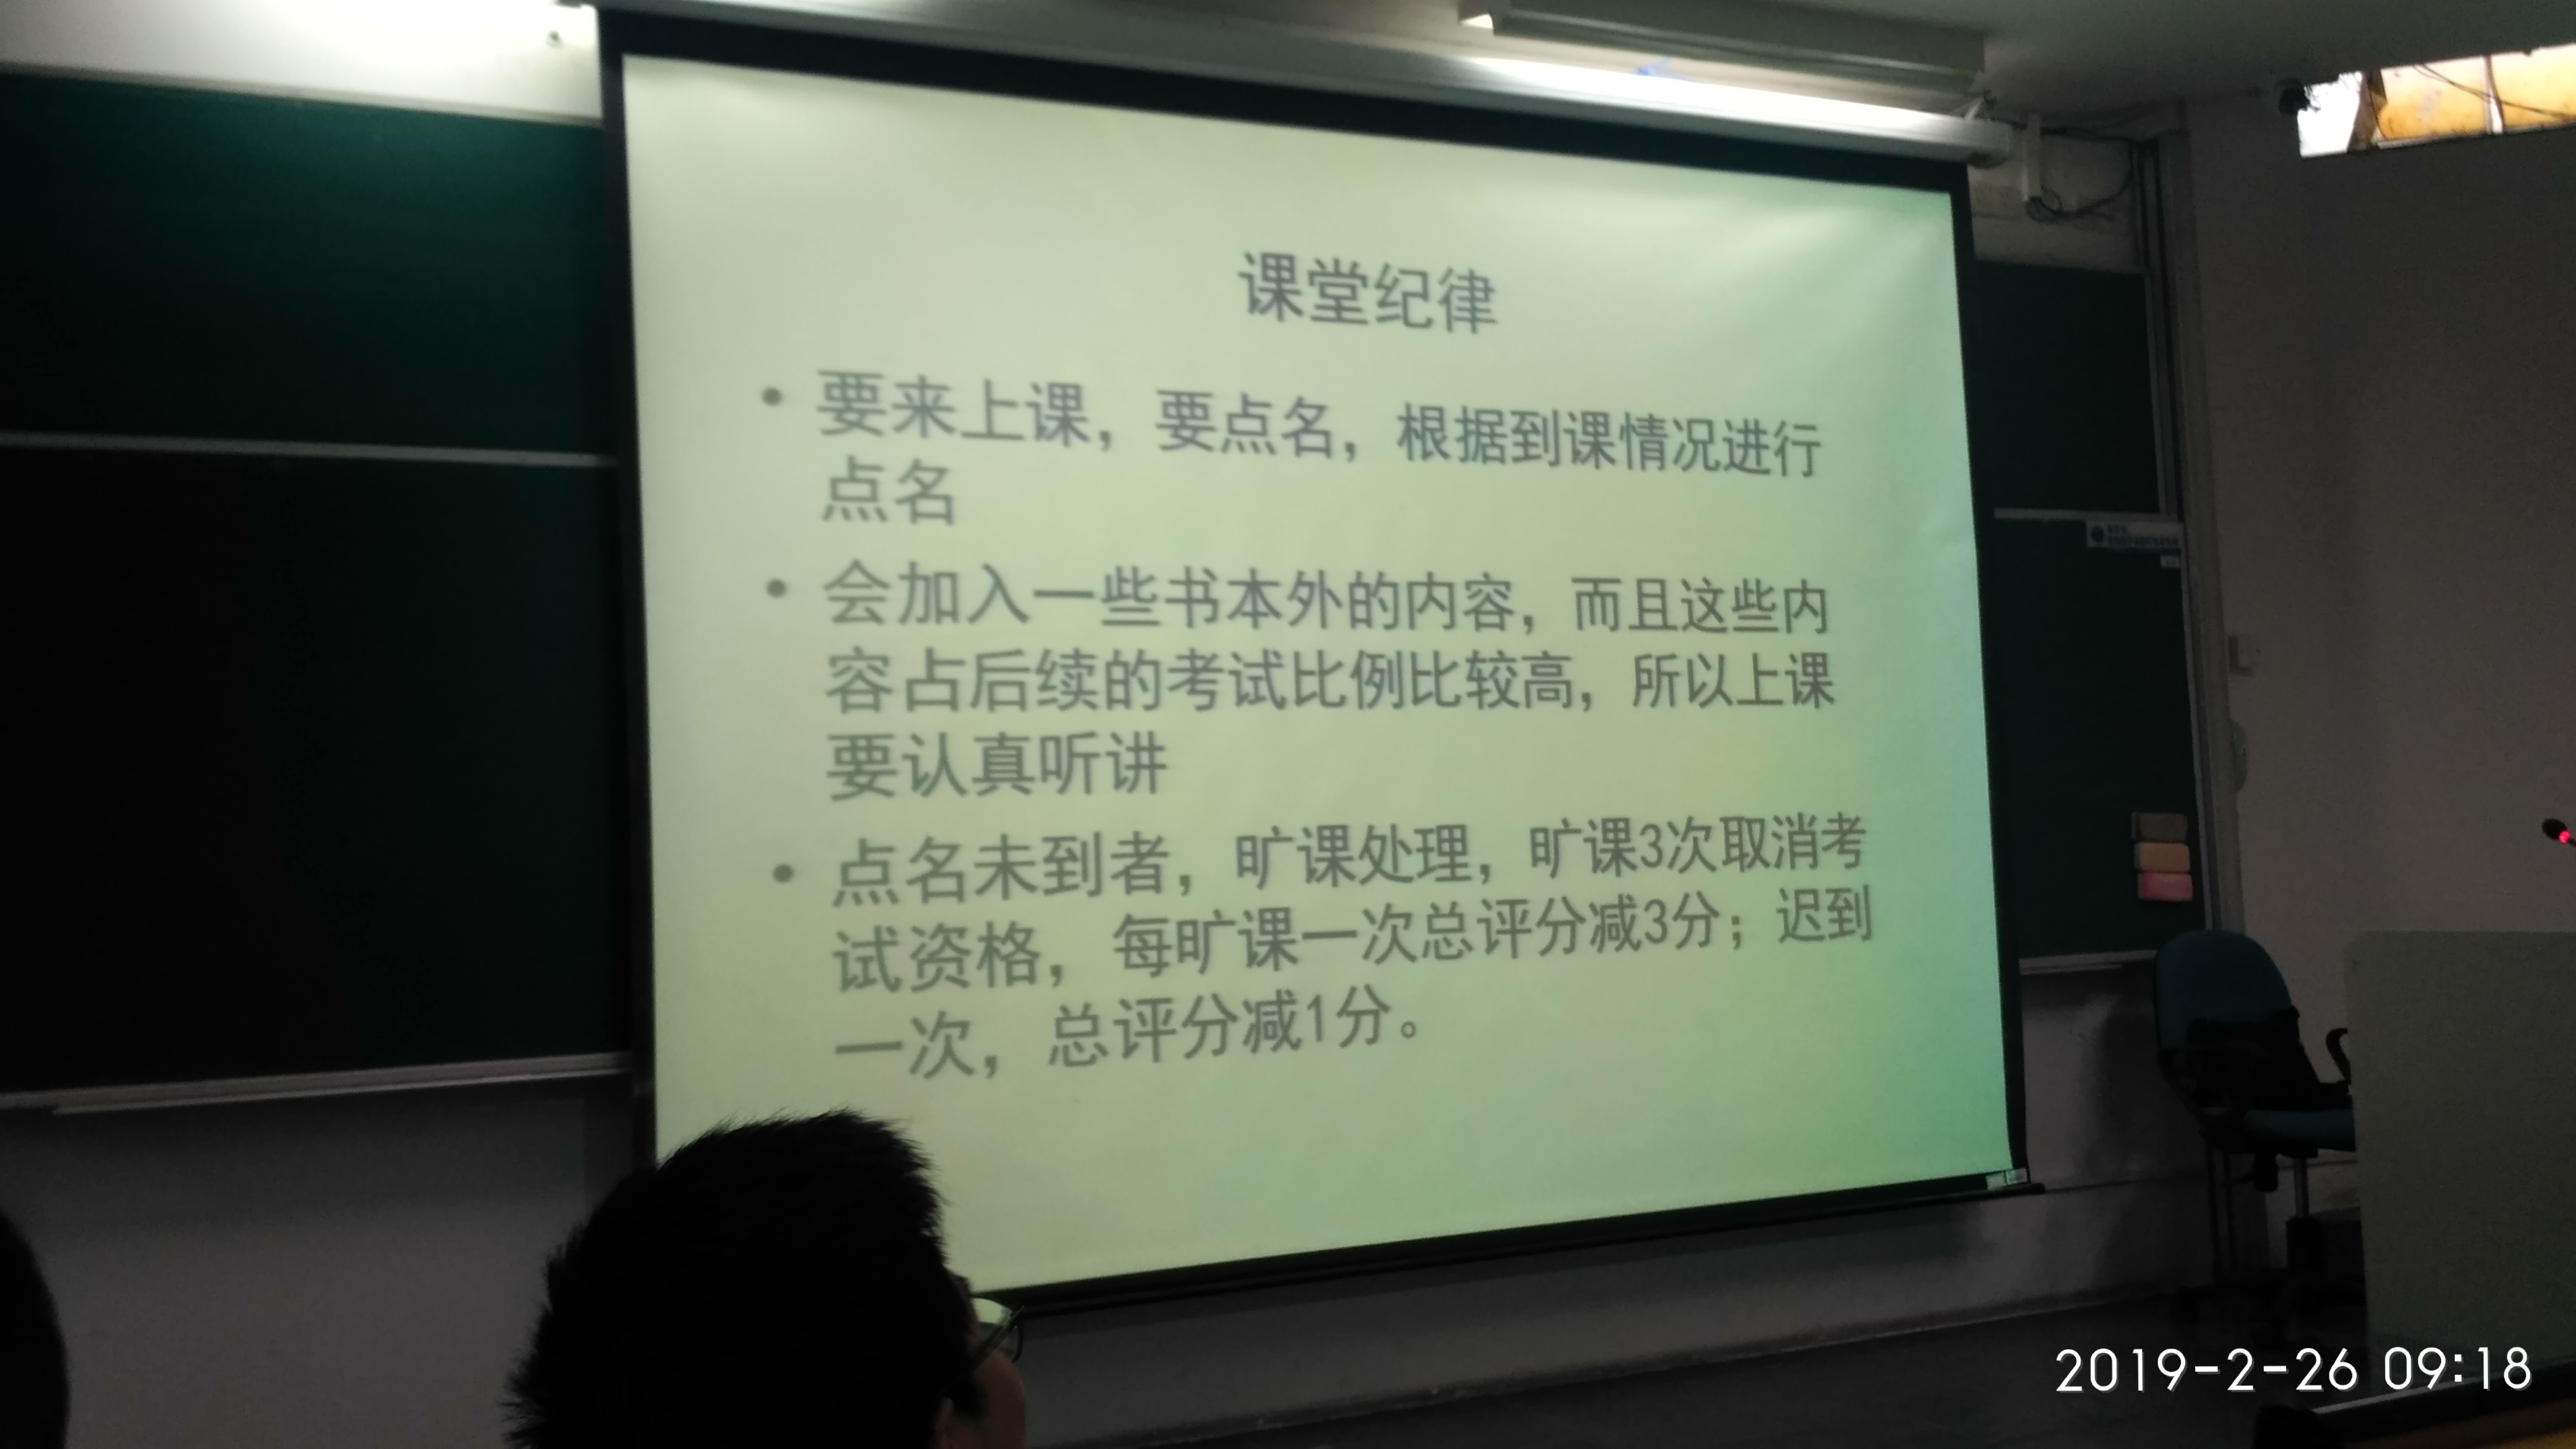 课堂纪律
• 要来上课，要点名，根据到课情况进行
点名
• 会加入一些书本外的内容，而且这些内
容占后续的考试比例比较高，所以上课
要认真听讲
• 点名未到者，旷课处理，旷课3次取消考
试资格，每旷课一次总评分减3分；迟到
一次，总评分减1分。
2019-2-26 09:18